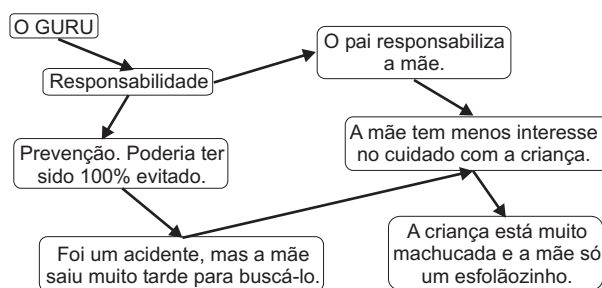 O GURU
Responsabilidade
O pai responsabiliza
a mãe.
Prevenção. Poderia ter
sido 100% evitado.
A mãe tem menos interesse
no cuidado com a criança.
Foi um acidente, mas a mãe
saiu muito tarde para buscá-lo.
A criança está muito
machucada e a mãe só
um esfolãozinho.